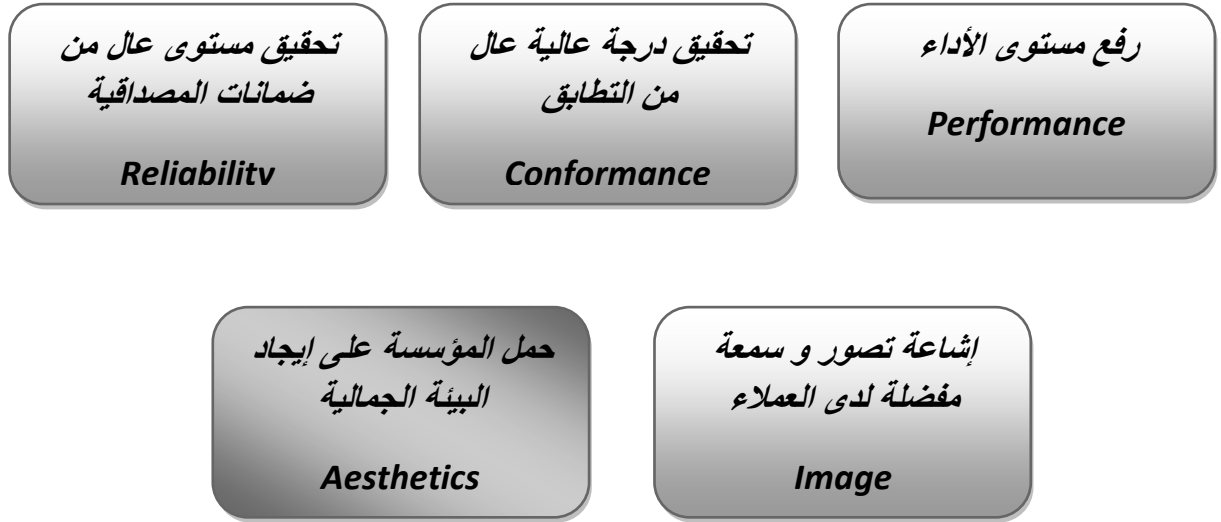 رفع مستوى الأداء
Performance
تحقيق درجة عالية عال
من التطابق
Conformance
تحقيق مستوى عال من
ضمانات المصداقية
Reliability
إشاعة تصور و سمعة
مفضلة لدى العملاء
Image
حمل المؤسسة على إيجاد
البيئة الجمالية
Aesthetics